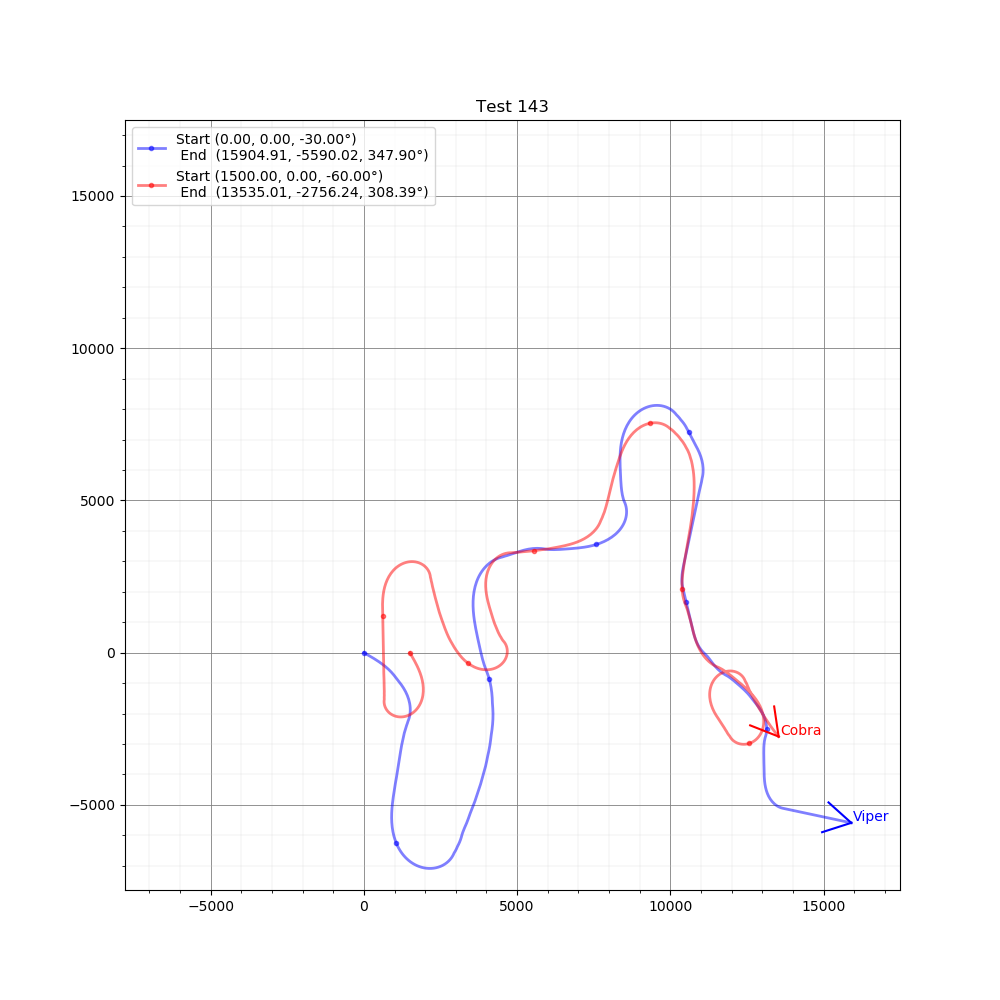 Test 143
Start (0.00, 0.00, -30.00°)
End (15904.91, -5590.02, 347.90°)
Start (1500.00, 0.00, -60.00°)
End (13535.01, -2756.24, 308.39°)
15000
10000
5000
0
−5000
Cobra
Viper
−5000 0 5000 10000 15000